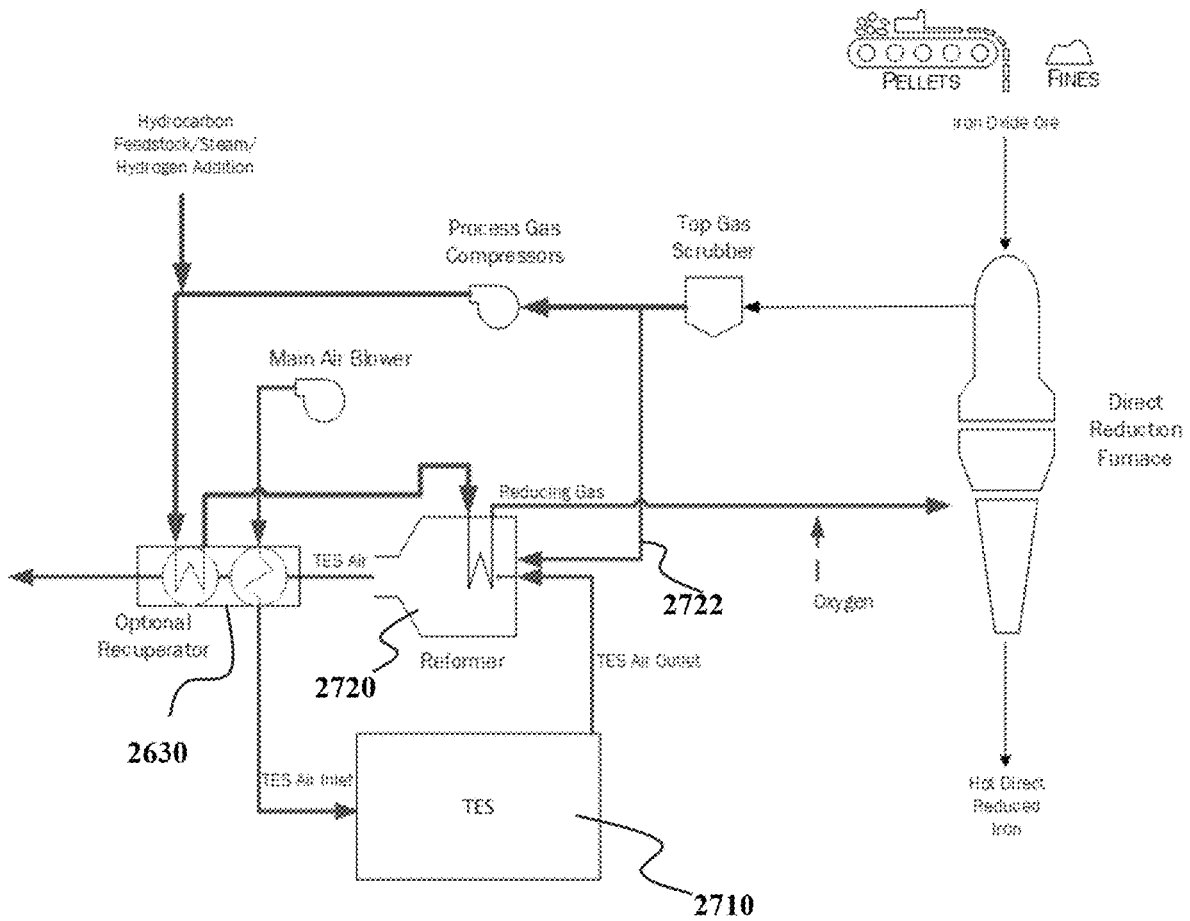 PELLETS
FINES
Iron Oxide Ore
Hydrocarbon
Feedstock/Steam/
Hydrogen Addition
Process Gas
Compressors
Top Gas
Scrubber
Main Air Blower
Direct
Reduction
Furnace
Reducing Gas
TES Air
2722
Oxygen
Optional
Recuperator
Reformer
TES Air Outlet
2720
2630
TES Air Inlet
TES
Hot Direct
Reduced
Iron
2710